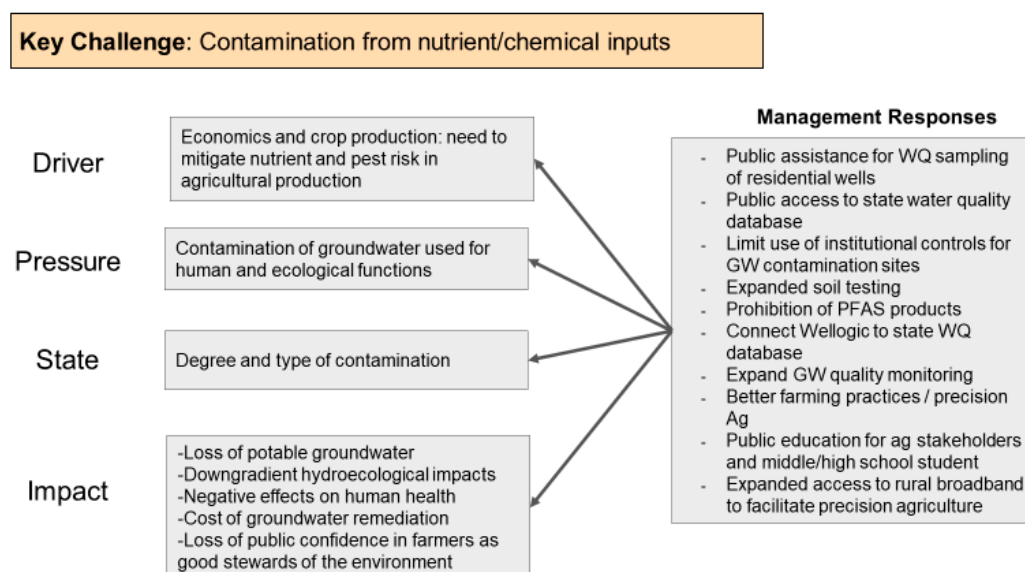 Key Challenge: Contamination from nutrient/chemical inputs
Driver
Economics and crop production: need to
mitigate nutrient and pest risk in
agricultural production
Pressure
Contamination of groundwater used for
human and ecological functions
State
Degree and type of contamination
Impact
-Loss of potable groundwater
-Downgradient hydroecological impacts
-Negative effects on human health
-Cost of groundwater remediation
-Loss of public confidence in farmers as
good stewards of the environment
Management Responses
- Public assistance for WQ sampling
of residential wells
- Public access to state water quality
database
- Limit use of institutional controls for
GW contamination sites
- Expanded soil testing
- Prohibition of PFAS products
- Connect Wellogic to state WQ
database
- Expand GW quality monitoring
- Better farming practices / precision
Ag
- Public education for ag stakeholders
and middle/high school student
- Expanded access to rural broadband
to facilitate precision agriculture